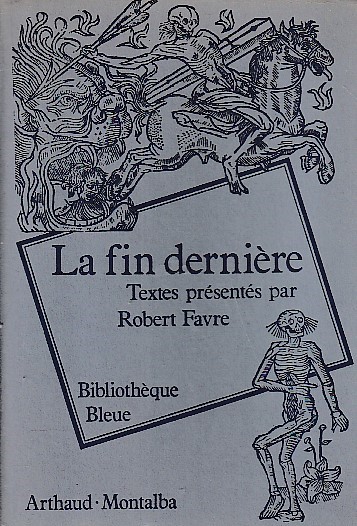 La fin dernière
Textes présentés par
Robert Favre
Bibliothèque
Bleue
Arthaud · Montalba